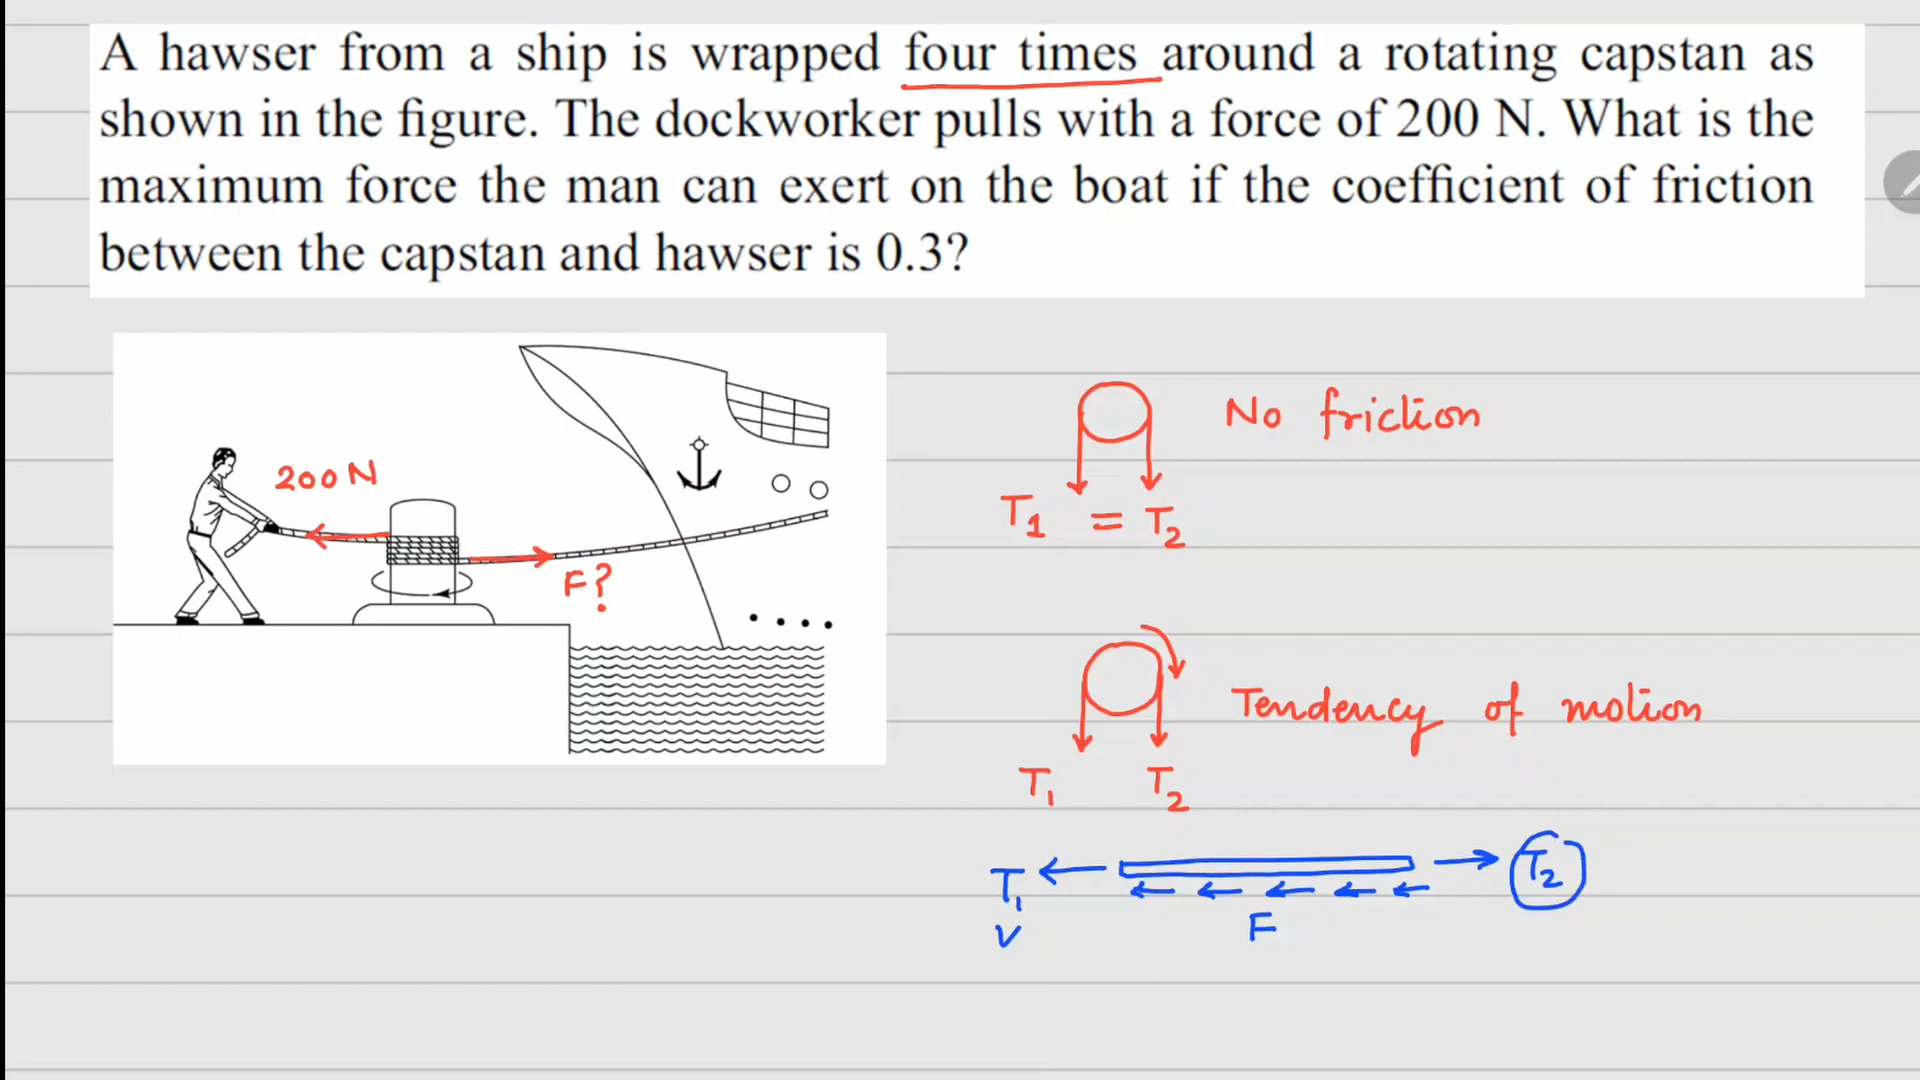 A hawser from a ship is wrapped four times around a rotating capstan as
shown in the figure. The dockworker pulls with a force of 200 N. What is the
maximum force the man can exert on the boat if the coefficient of friction
between the capstan and hawser is 0.3?
200 N
F?
No friction
T1 = T2
Tendency of motion
T1 T2
T1 T2
F